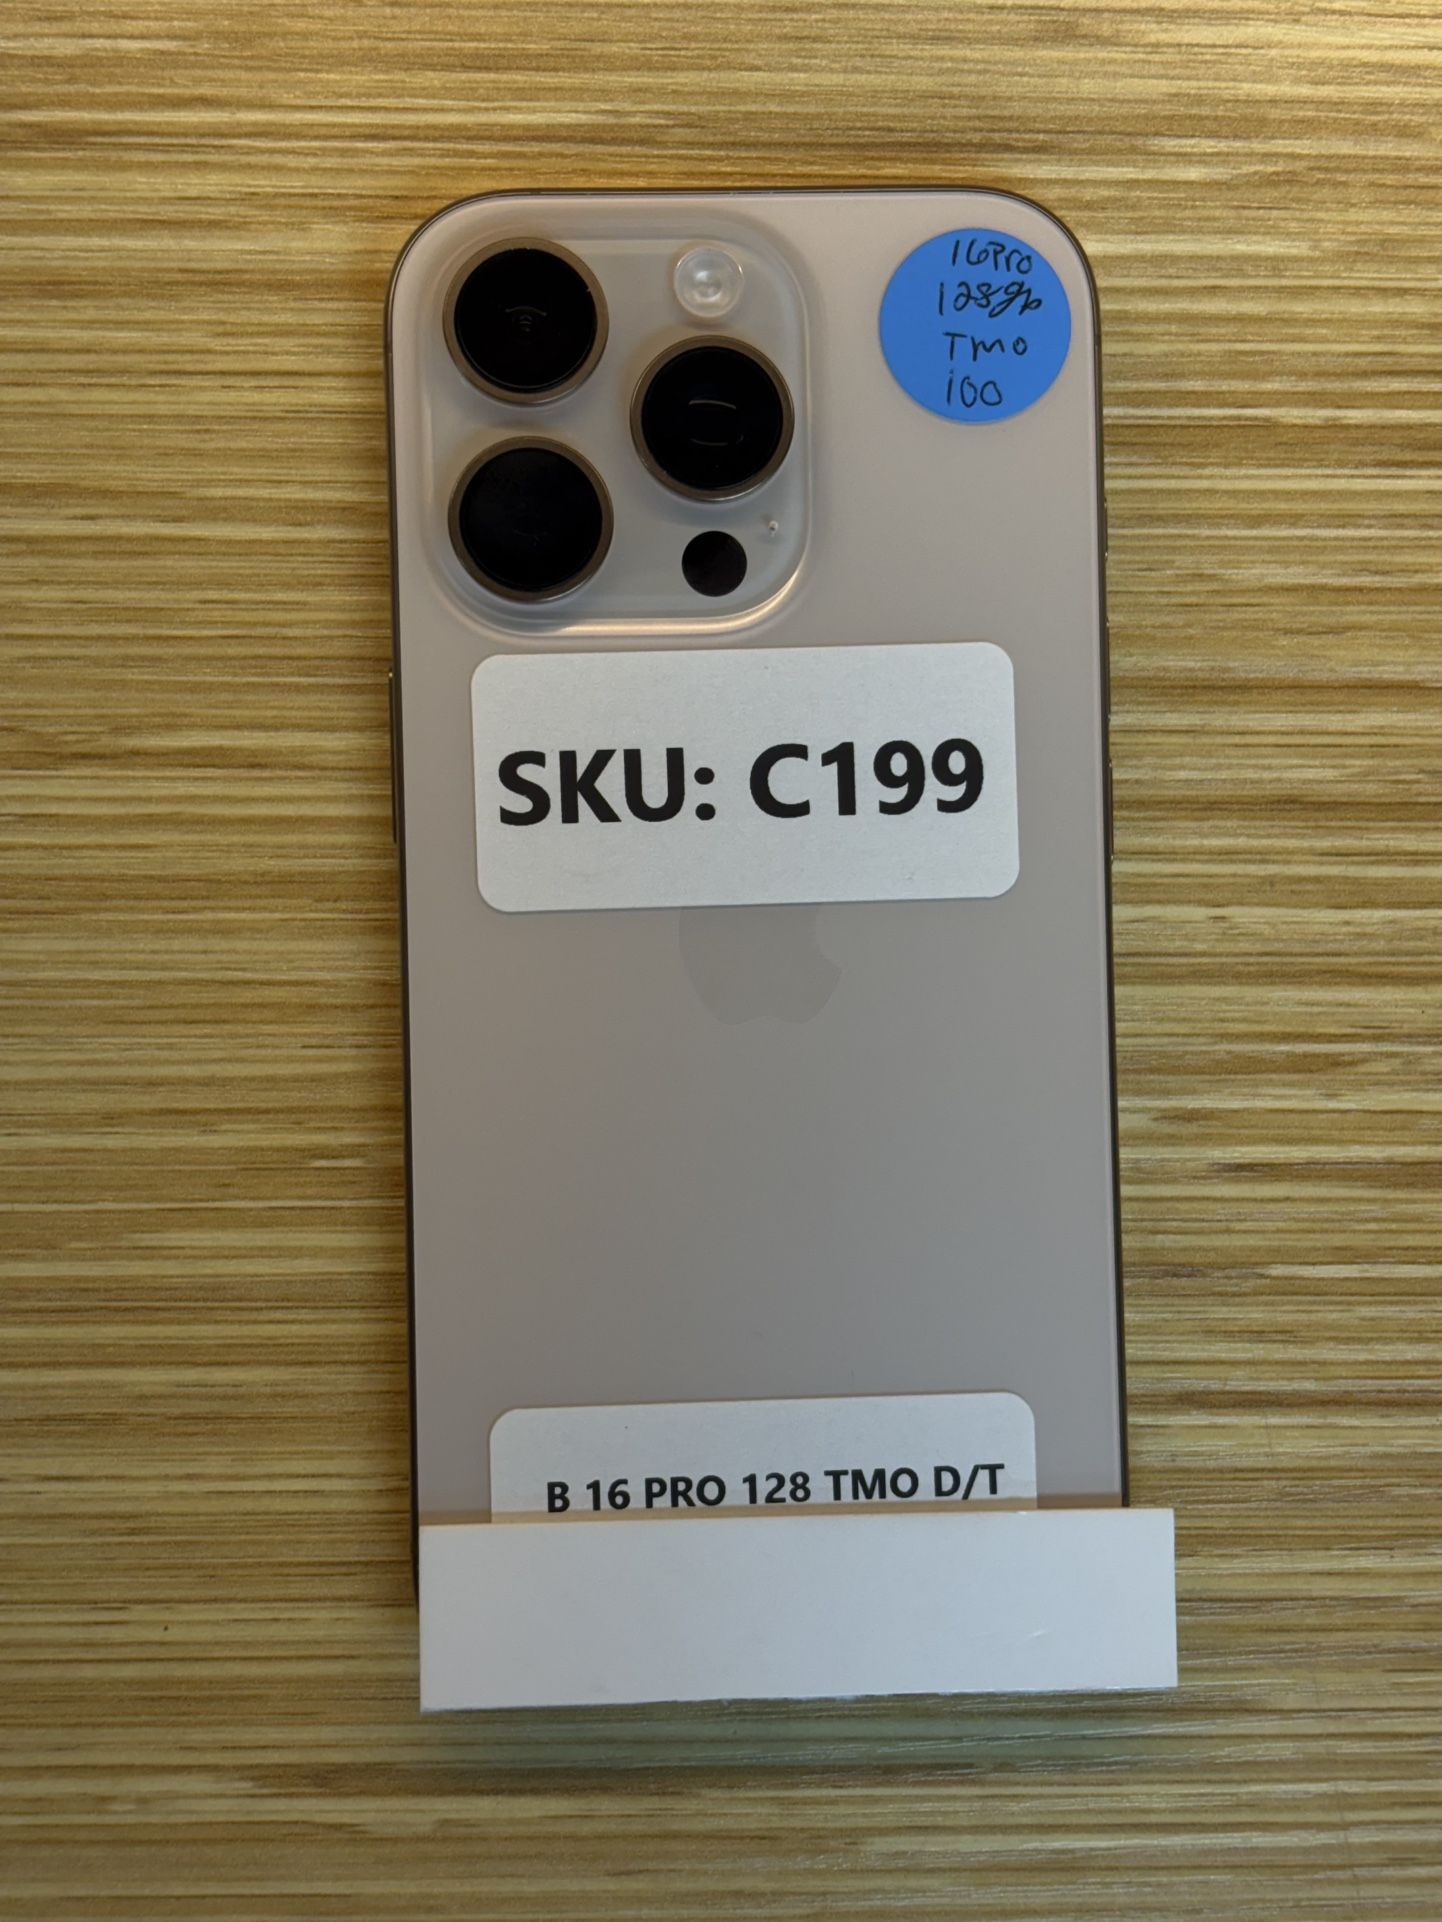 16Pro
128gb
TMO
100
SKU: C199
B 16 PRO 128 TMO D/T